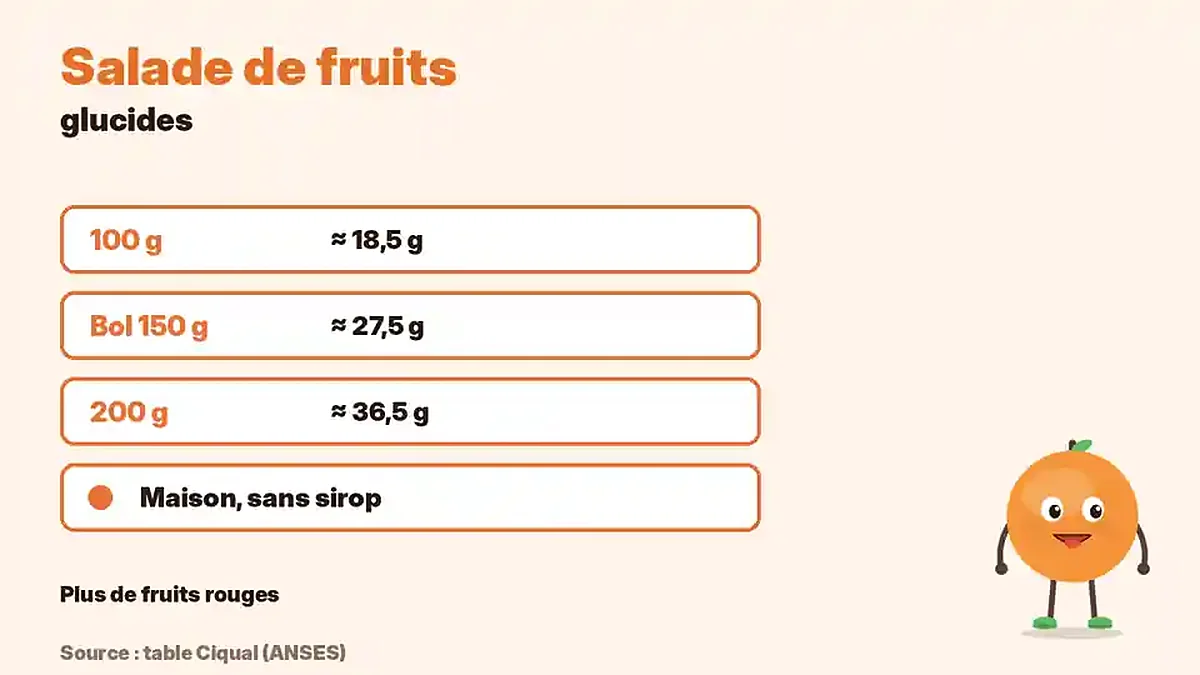 Salade de fruits
glucides
100 g ≈ 18,5 g
Bol 150 g ≈ 27,5 g
200 g ≈ 36,5 g
Maison, sans sirop
Plus de fruits rouges
Source : table Ciqual (ANSES)